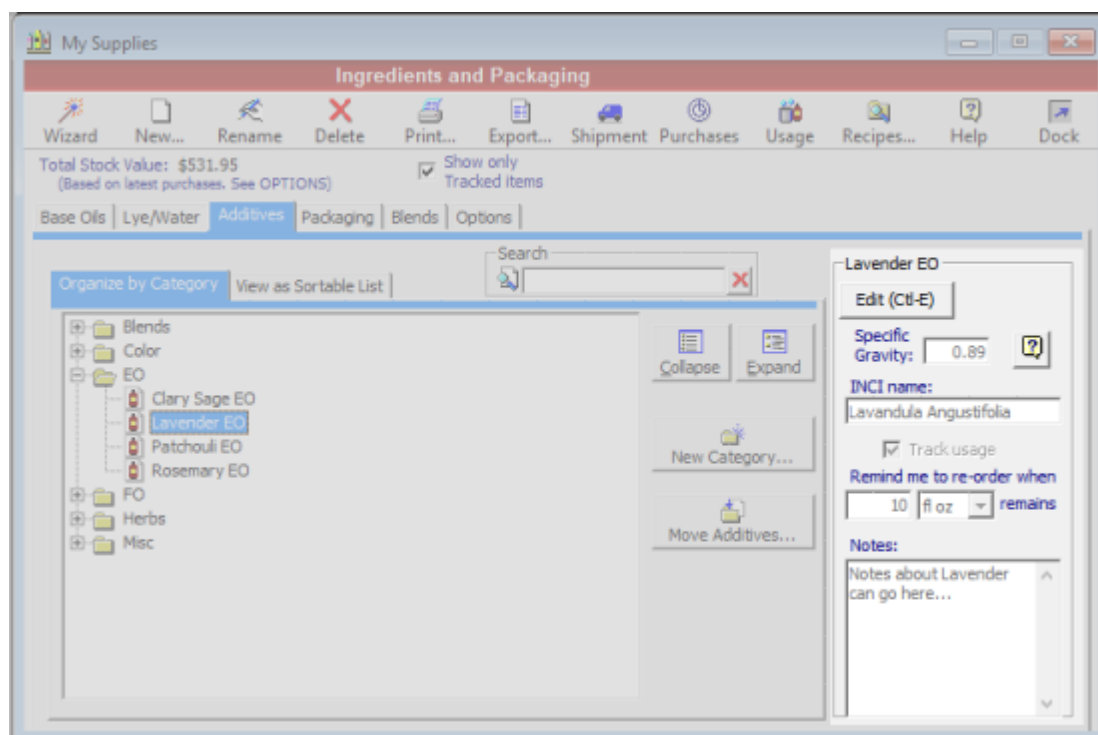 My Supplies
Ingredients and Packaging
Wizard New... Rename Delete Print... Export... Shipment Purchases Usage Recipes... Help Dock
Total Stock Value: $531.95
(Based on latest purchases. See OPTIONS)
Show only
Tracked items
Base Oils Lye/Water Additives Packaging Blends Options
Search
Organize by Category View as Sortable List
Blends
Color
EO
Clary Sage EO
Lavender EO
Patchouli EO
Rosemary EO
FO
Herbs
Misc
Collapse Expand
New Category...
Move Additives...
Lavender EO
Edit (Ctl-E)
Specific
Gravity: 0.89
INCI name:
Lavandula Angustifolia
Track usage
Remind me to re-order when
10 fl oz remains
Notes:
Notes about Lavender
can go here...